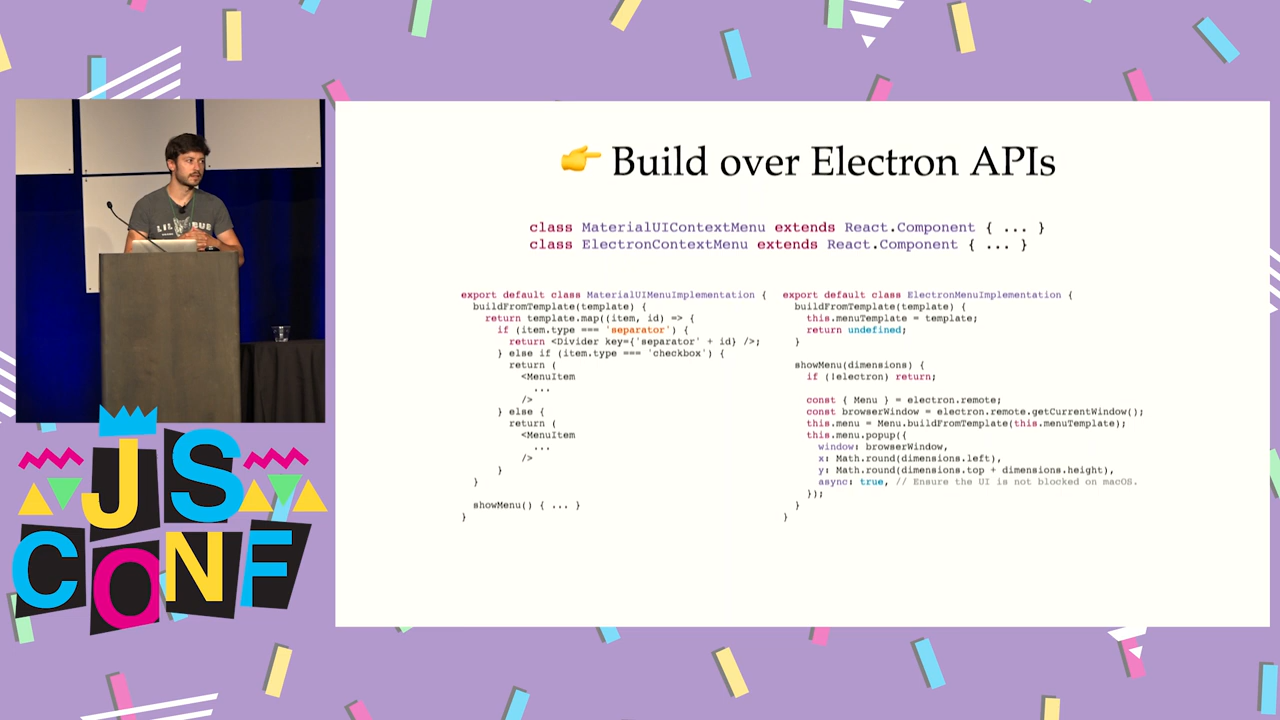 👉 Build over Electron APIs
class MaterialUIContextMenu extends React.Component { ... }
class ElectronContextMenu extends React.Component { ... }
export default class MaterialUIMenuImplementation {
buildFromTemplate(template) {
return template.map((item, id) => {
if (item.type === 'separator') {
return <Divider key={'separator' + id} />;
} else if (item.type === 'checkbox') {
return (
<MenuItem
...
/>
} else {
return (
<MenuItem
...
/>
}
}
showMenu() { ... }
}
export default class ElectronMenuImplementation {
buildFromTemplate(template) {
this.menuTemplate = template;
return undefined;
}
showMenu(dimensions) {
if (!electron) return;
const { Menu } = electron.remote;
const browserWindow = electron.remote.getCurrentWindow();
this.menu = Menu.buildFromTemplate(this.menuTemplate);
this.menu.popup({
window: browserWindow,
x: Math.round(dimensions.left),
y: Math.round(dimensions.top + dimensions.height),
async: true, // Ensure the UI is not blocked on macOS.
});
}
}
JS
CONF